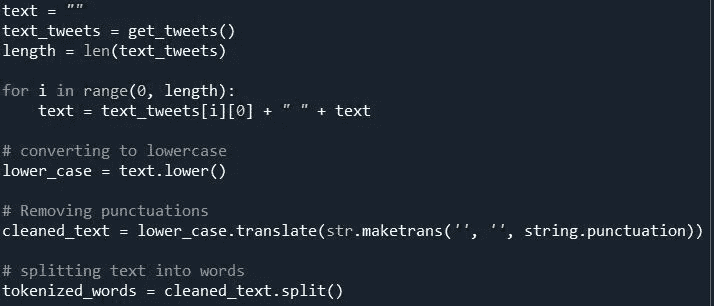 text = ""
text_tweets = get_tweets()
length = len(text_tweets)

for i in range(0, length):
    text = text_tweets[i][0] + " " + text

# converting to lowercase
lower_case = text.lower()

# Removing punctuations
cleaned_text = lower_case.translate(str.maketrans('', '', string.punctuation))

# splitting text into words
tokenized_words = cleaned_text.split()